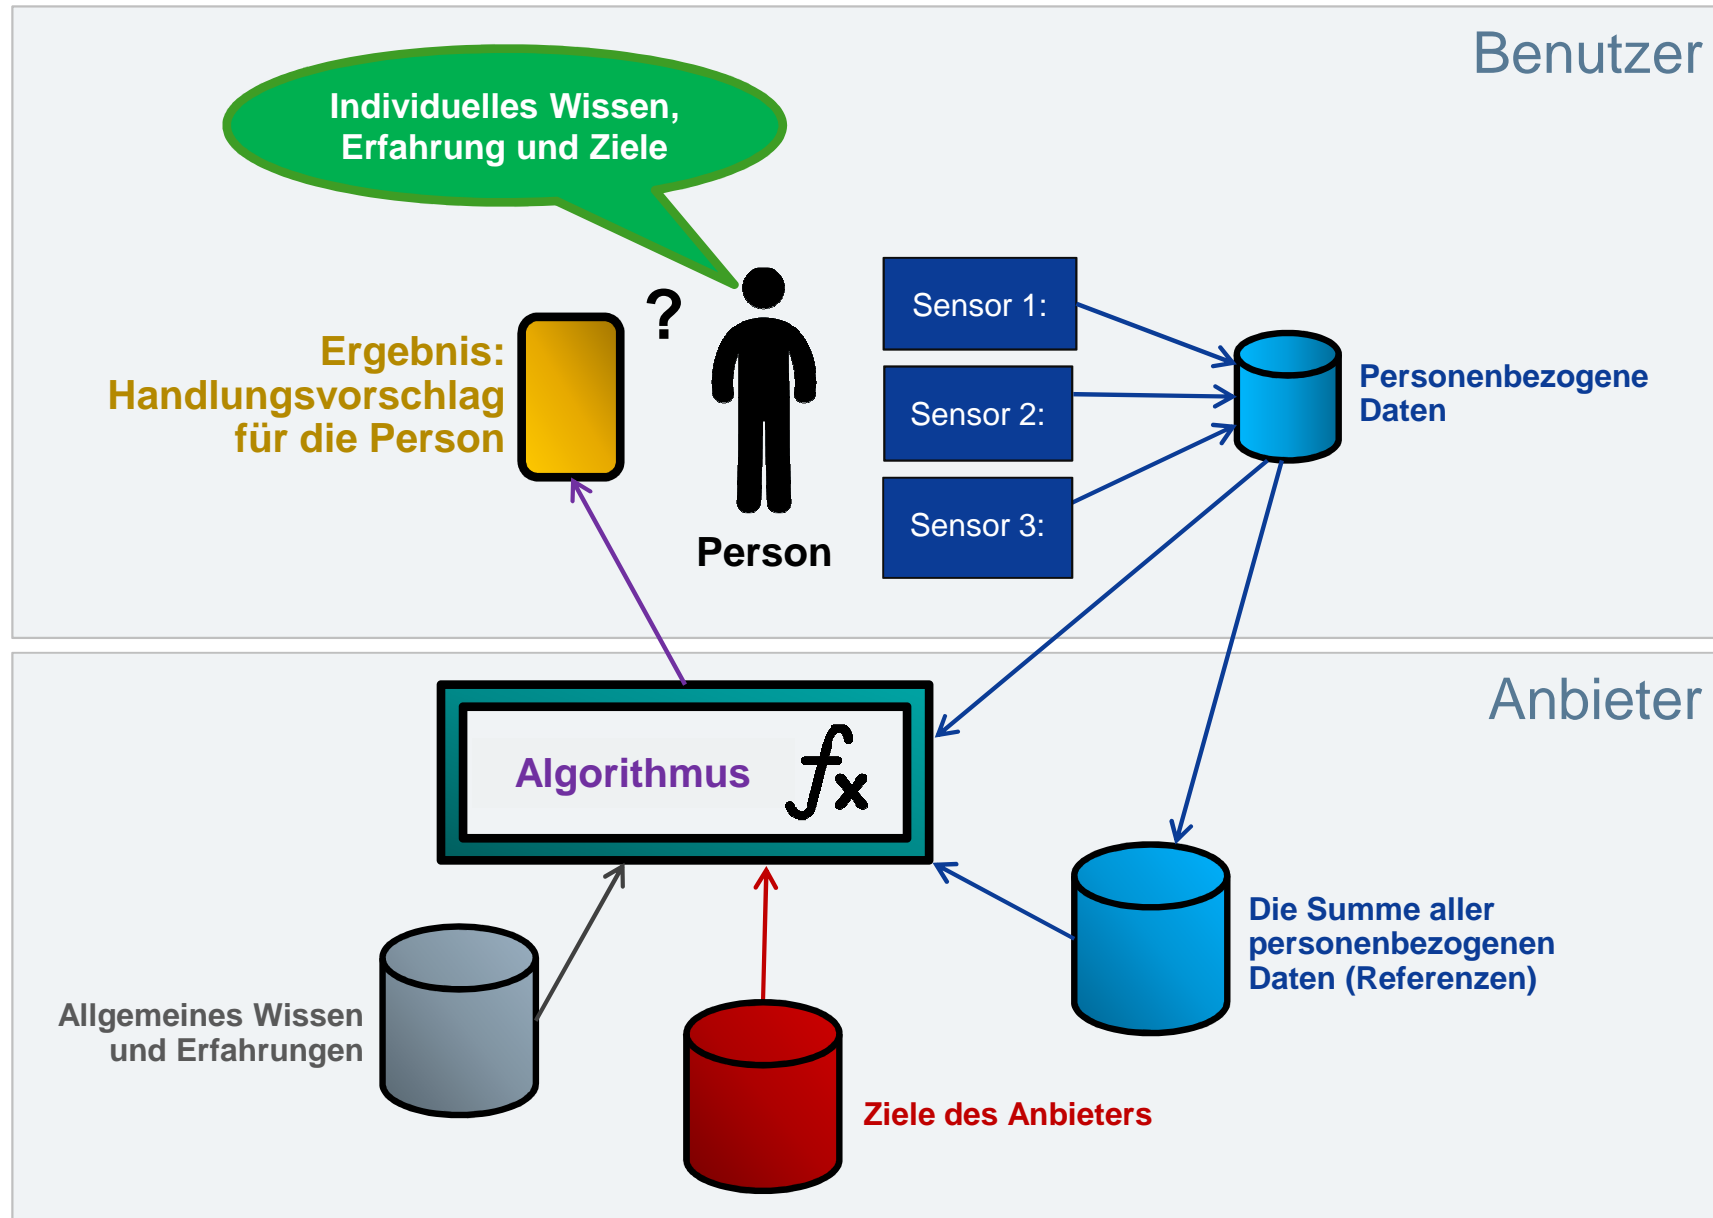 Benutzer
Individuelles Wissen,
Erfahrung und Ziele
?
Ergebnis:
Handlungsvorschlag
für die Person
Person
Sensor 1:
Sensor 2:
Sensor 3:
Personenbezogene
Daten
Anbieter
Algorithmus
fx
Die Summe aller
personenbezogenen
Daten (Referenzen)
Allgemeines Wissen
und Erfahrungen
Ziele des Anbieters